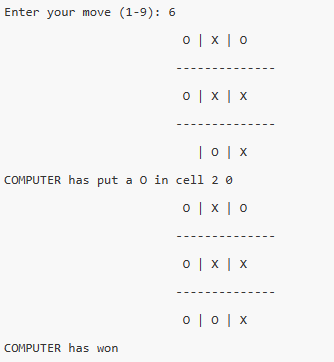 Enter your move (1-9): 6
O | X | O
--------------
O | X | X
--------------
| O | X
COMPUTER has put a O in cell 2 0
O | X | O
--------------
O | X | X
--------------
O | O | X
COMPUTER has won